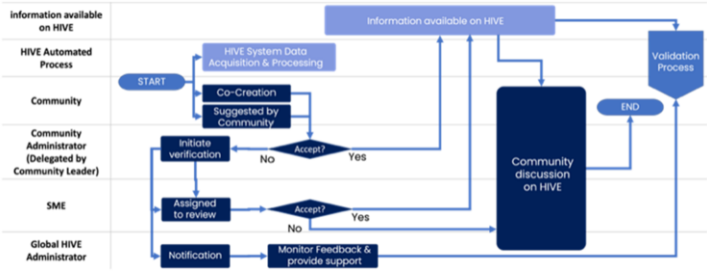 information available
on HIVE
Information available on HIVE
HIVE Automated
Process
HIVE System Data
Acquisition & Processing
Validation
Process
START
Community
Co-Creation
Suggested by
Community
END
Community
Administrator
(Delegated by
Community Leader)
Initiate
verification
No
Accept?
Yes
Community
discussion
on HIVE
SME
Assigned
to review
Accept?
Yes
No
Global HIVE
Administrator
Notification
Monitor Feedback &
provide support